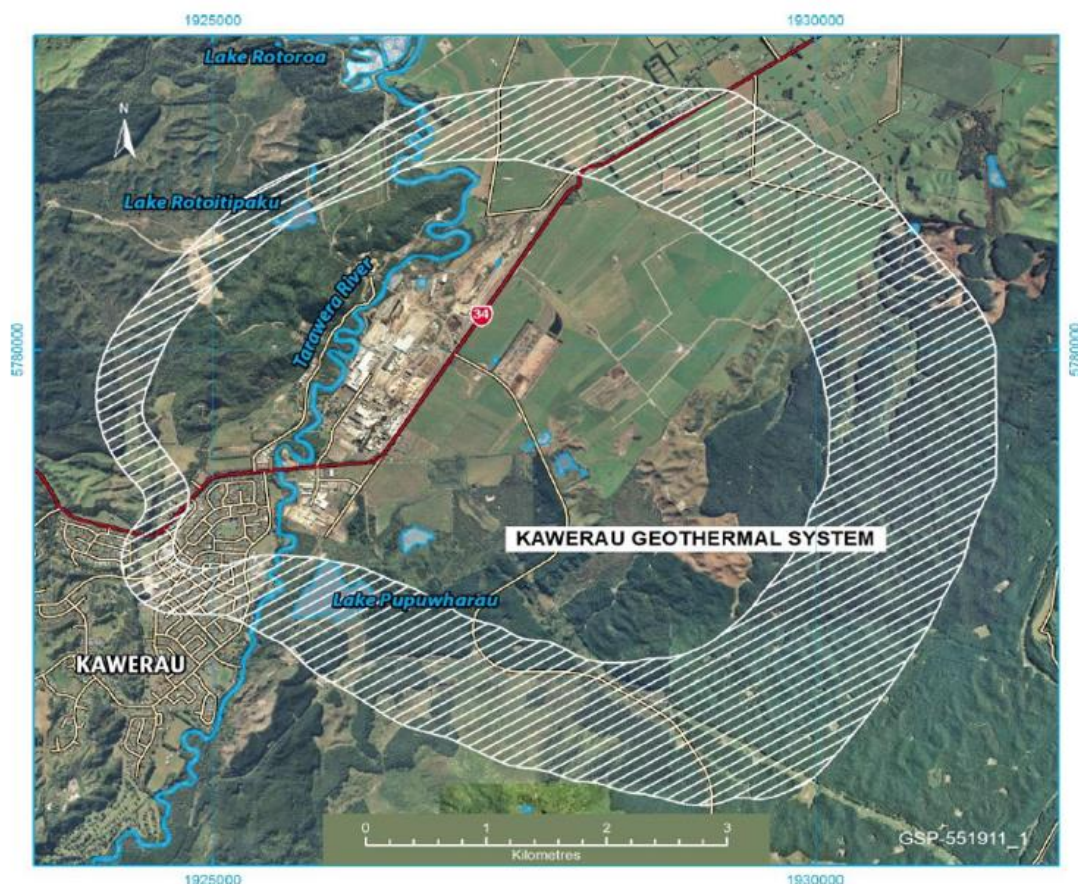 1925000
1930000
Lake Rotoroa
N
Lake Rotoitipaku
Tarawera River
34
5780000
5780000
KAWERAU GEOTHERMAL SYSTEM
Lake Pupuwharau
KAWERAU
0 1 2 3
Kilometres
GSP-551911_1
1925000
1930000